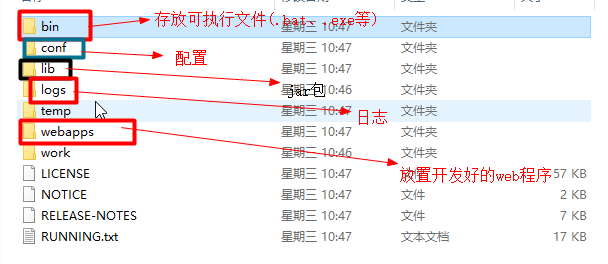 bin 存放可执行文件(.bat、.exe等) 星期三 10:47 文件夹
conf 配置 星期三 10:47 文件夹
lib 星期三 10:47 文件夹
logs jar包 星期三 10:46 文件夹
temp 日志 星期三 10:47 文件夹
webapps 星期三 10:47 文件夹
work 星期三 10:46 文件夹
放置开发好的web程序
LICENSE 星期三 10:47 57 KB
NOTICE 星期三 10:47 文件 2 KB
RELEASE-NOTES 星期三 10:47 文件 7 KB
RUNNING.txt 星期三 10:47 文本文档 17 KB